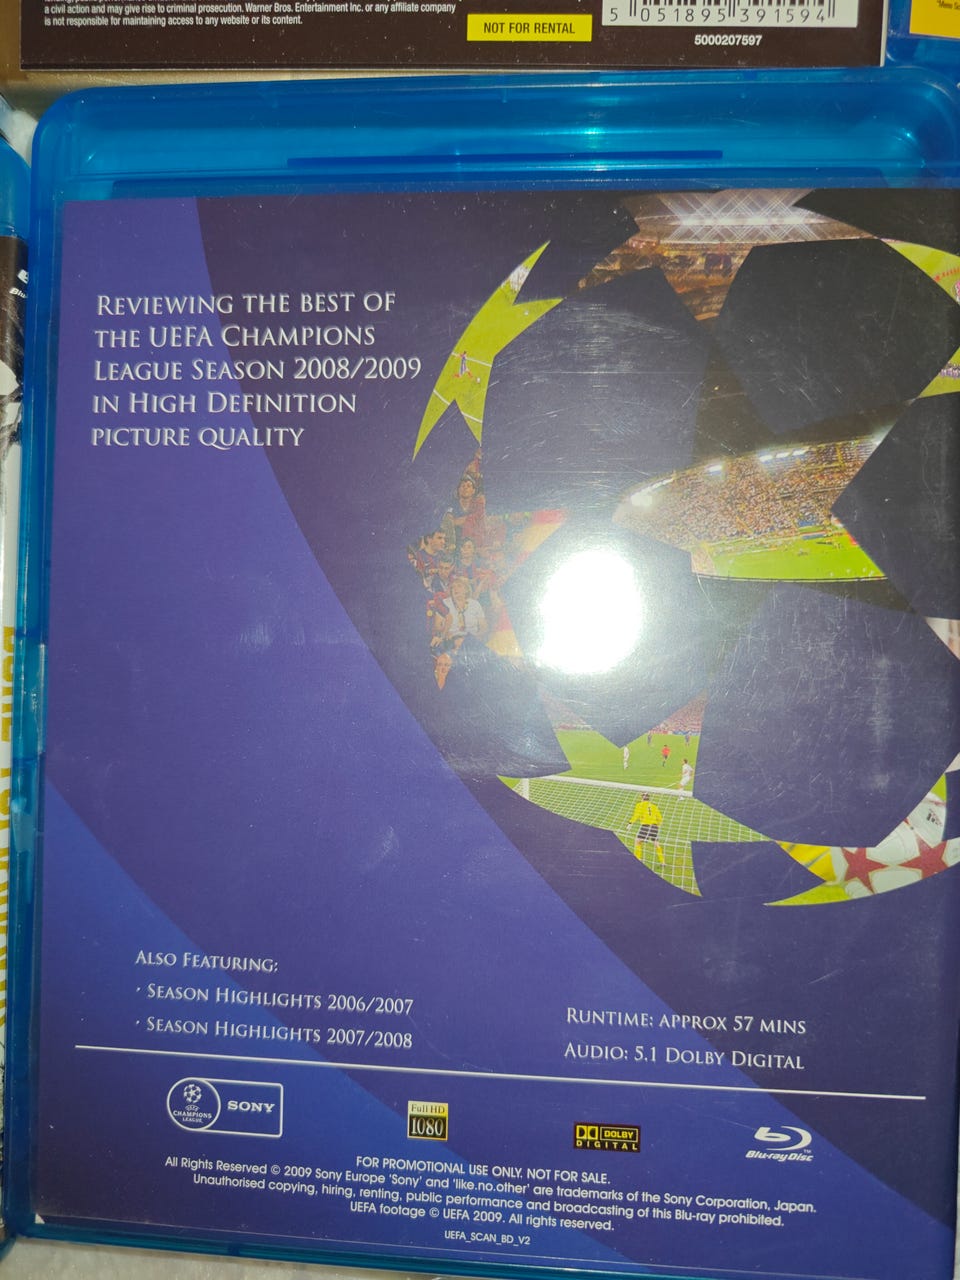 a civil action and may give rise to criminal prosecution. Warner Bros. Entertainment Inc. or any affiliate company
is not responsible for maintaining access to any website or its content.
NOT FOR RENTAL
5 051895 391594
5000207597
REVIEWING THE BEST OF
THE UEFA CHAMPIONS
LEAGUE SEASON 2008/2009
IN HIGH DEFINITION
PICTURE QUALITY
ALSO FEATURING:
· SEASON HIGHLIGHTS 2006/2007
· SEASON HIGHLIGHTS 2007/2008
RUNTIME: APPROX 57 MINS
AUDIO: 5.1 DOLBY DIGITAL
UEFA
CHAMPIONS
LEAGUE
SONY
Full HD
1080
DOLBY
DIGITAL
Blu-ray Disc
FOR PROMOTIONAL USE ONLY. NOT FOR SALE.
All Rights Reserved © 2009 Sony Europe 'Sony' and 'like.no.other' are trademarks of the Sony Corporation, Japan.
Unauthorised copying, hiring, renting, public performance and broadcasting of this Blu-ray prohibited.
UEFA footage © UEFA 2009. All rights reserved.
UEFA_SCAN_BD_V2